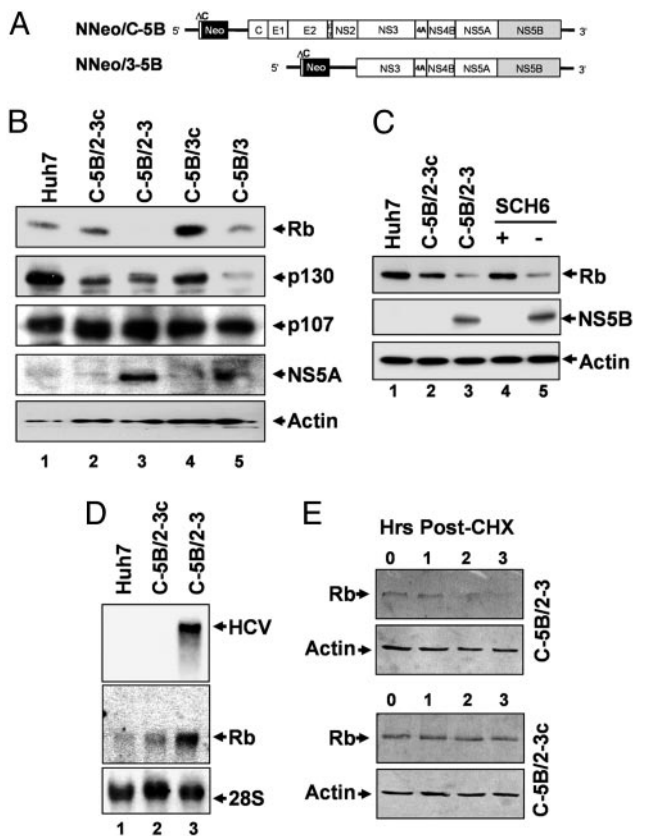 A
NNeo/C-5B
5'
ΔC
Neo
C
E1
E2
NS2
NS3
4A
NS4B
NS5A
NS5B
3'
NNeo/3-5B
5'
ΔC
Neo
NS3
4A
NS4B
NS5A
NS5B
3'
B
Huh7
C-5B/2-3c
C-5B/2-3
C-5B/3c
C-5B/3
Rb
p130
p107
NS5A
Actin
1 2 3 4 5
C
Huh7
C-5B/2-3c
C-5B/2-3
SCH6
+ -
Rb
NS5B
Actin
1 2 3 4 5
D
Huh7
C-5B/2-3c
C-5B/2-3
HCV
Rb
28S
1 2 3
E
Hrs Post-CHX
0 1 2 3
Rb
Actin
C-5B/2-3
0 1 2 3
Rb
Actin
C-5B/2-3c